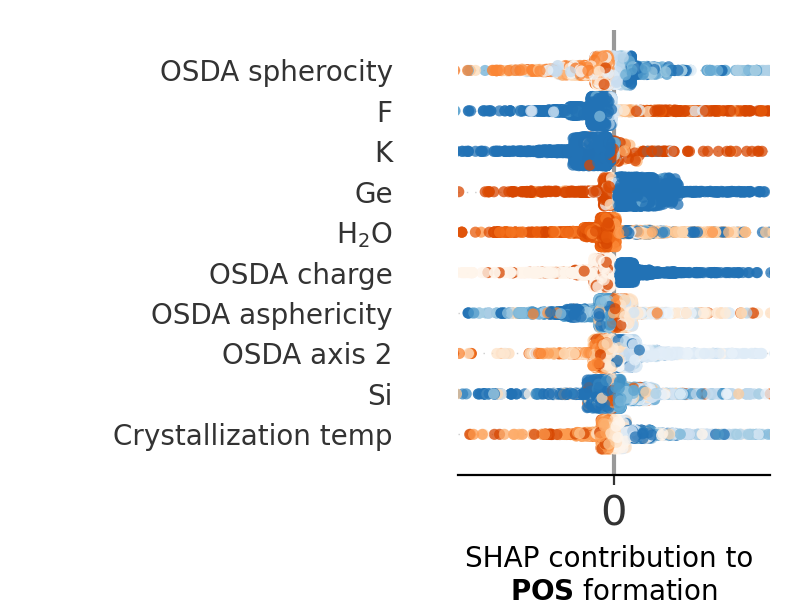 OSDA spherocity
F
K
Ge
H₂O
OSDA charge
OSDA asphericity
OSDA axis 2
Si
Crystallization temp
0
SHAP contribution to
POS formation